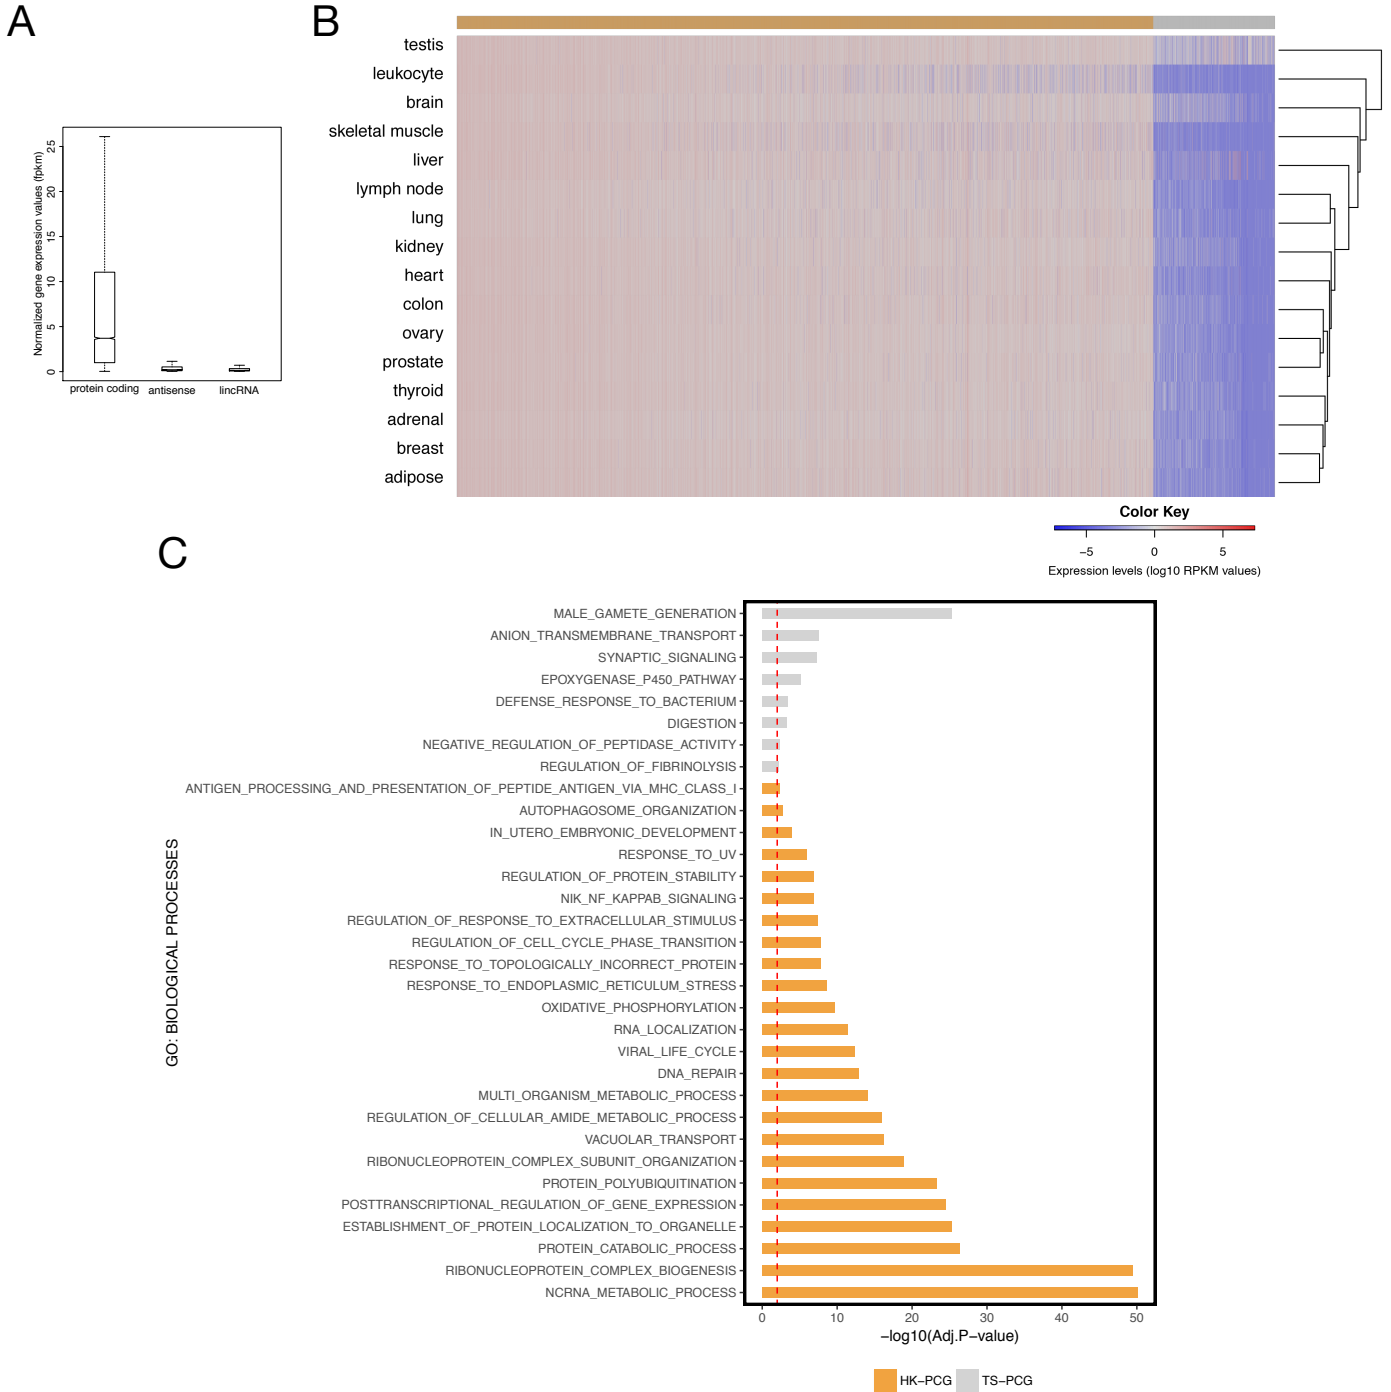 A
B
Normalized gene expression values (fpkm)
25
20
15
10
5
0
protein coding antisense lincRNA
testis
leukocyte
brain
skeletal muscle
liver
lymph node
lung
kidney
heart
colon
ovary
prostate
thyroid
adrenal
breast
adipose
Color Key
−5 0 5
Expression levels (log10 RPKM values)
C
GO: BIOLOGICAL PROCESSES
MALE_GAMETE_GENERATION
ANION_TRANSMEMBRANE_TRANSPORT
SYNAPTIC_SIGNALING
EPOXYGENASE_P450_PATHWAY
DEFENSE_RESPONSE_TO_BACTERIUM
DIGESTION
NEGATIVE_REGULATION_OF_PEPTIDASE_ACTIVITY
REGULATION_OF_FIBRINOLYSIS
ANTIGEN_PROCESSING_AND_PRESENTATION_OF_PEPTIDE_ANTIGEN_VIA_MHC_CLASS_I
AUTOPHAGOSOME_ORGANIZATION
IN_UTERO_EMBRYONIC_DEVELOPMENT
RESPONSE_TO_UV
REGULATION_OF_PROTEIN_STABILITY
NIK_NF_KAPPAB_SIGNALING
REGULATION_OF_RESPONSE_TO_EXTRACELLULAR_STIMULUS
REGULATION_OF_CELL_CYCLE_PHASE_TRANSITION
RESPONSE_TO_TOPOLOGICALLY_INCORRECT_PROTEIN
RESPONSE_TO_ENDOPLASMIC_RETICULUM_STRESS
OXIDATIVE_PHOSPHORYLATION
RNA_LOCALIZATION
VIRAL_LIFE_CYCLE
DNA_REPAIR
MULTI_ORGANISM_METABOLIC_PROCESS
REGULATION_OF_CELLULAR_AMIDE_METABOLIC_PROCESS
VACUOLAR_TRANSPORT
RIBONUCLEOPROTEIN_COMPLEX_SUBUNIT_ORGANIZATION
PROTEIN_POLYUBIQUITINATION
POSTTRANSCRIPTIONAL_REGULATION_OF_GENE_EXPRESSION
ESTABLISHMENT_OF_PROTEIN_LOCALIZATION_TO_ORGANELLE
PROTEIN_CATABOLIC_PROCESS
RIBONUCLEOPROTEIN_COMPLEX_BIOGENESIS
NCRNA_METABOLIC_PROCESS
0 10 20 30 40 50
−log10(Adj.P−value)
HK−PCG TS−PCG